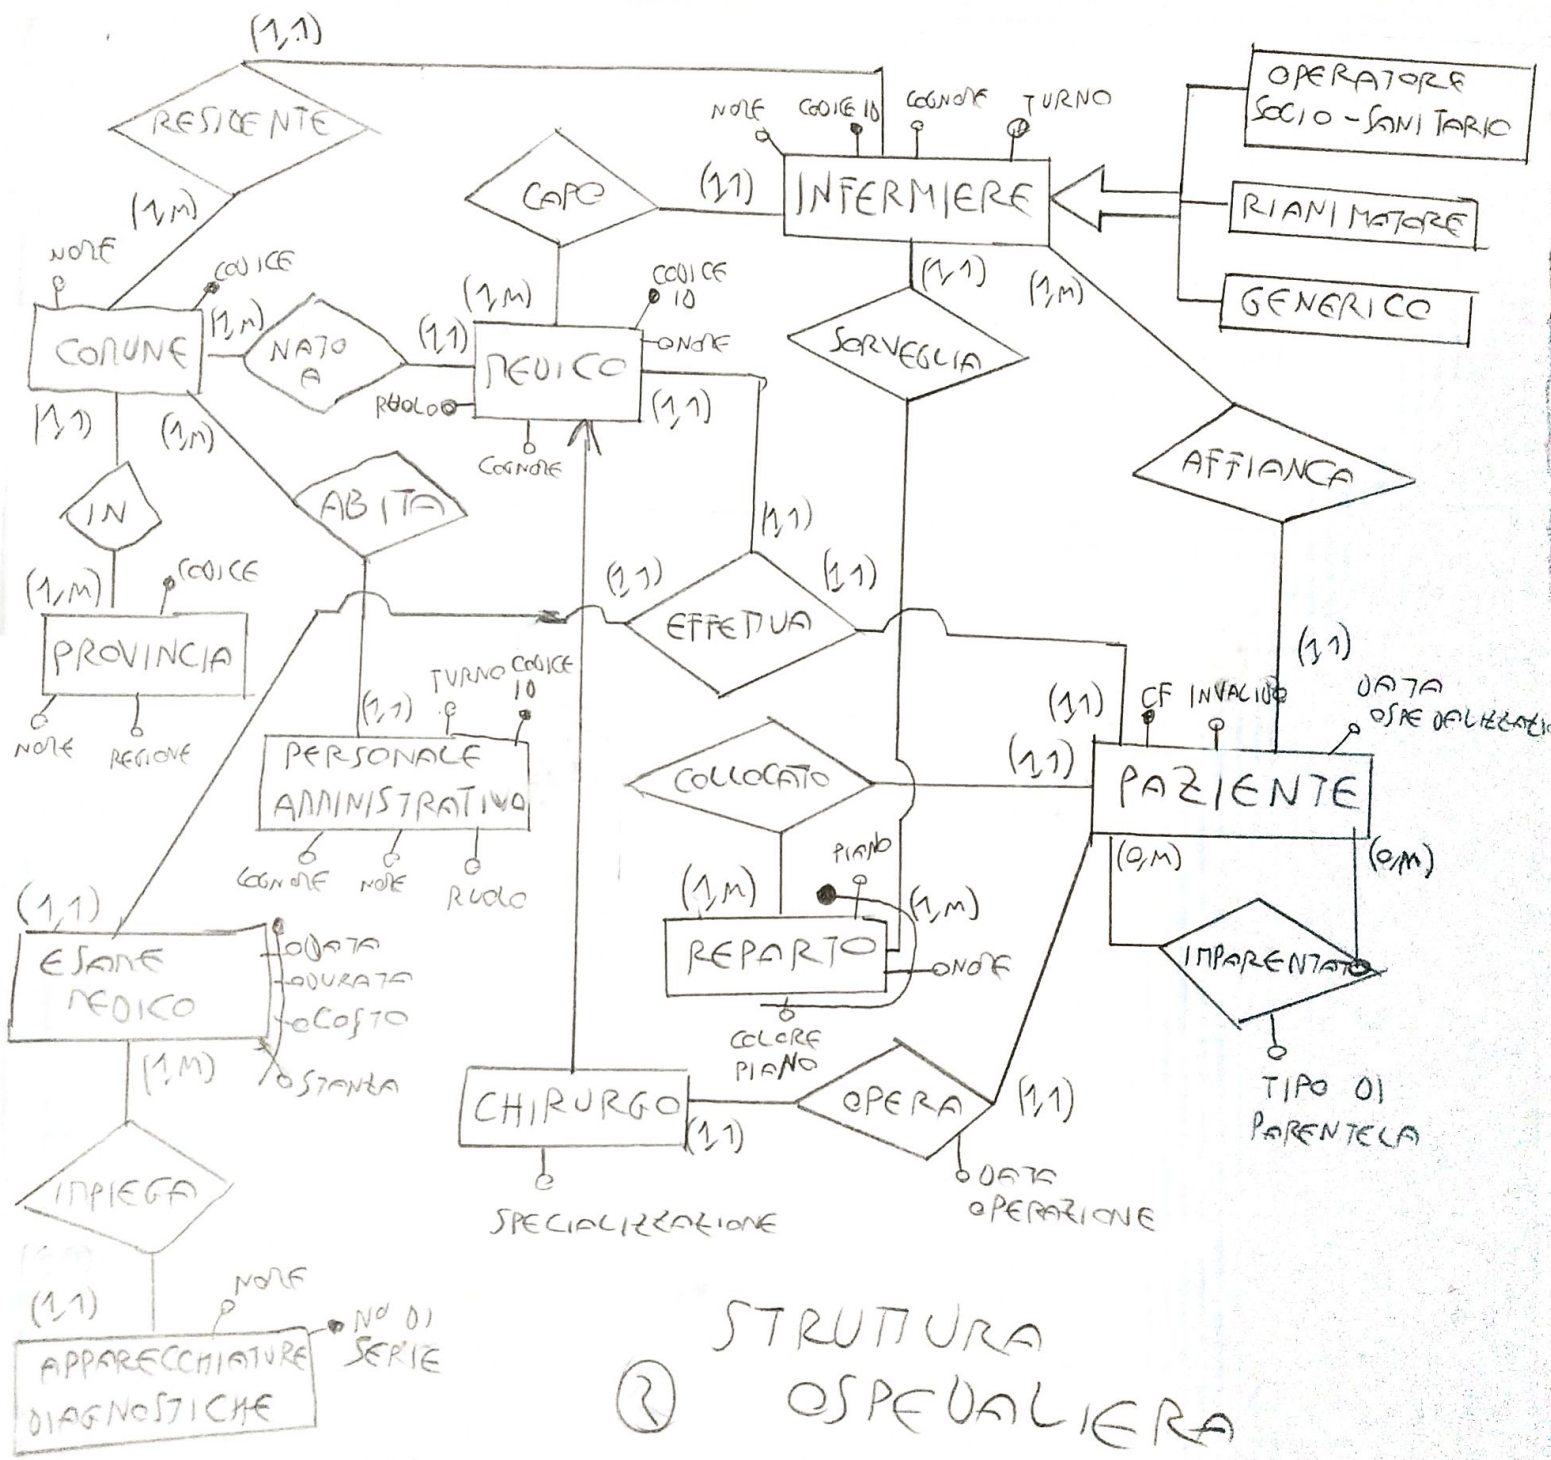 (1,1)
RESIDENTE
NOME
CODICE ID
COGNOME
TURNO
OPERATORE
SOCIO-SANITARIO
CAPO
(1,1)
INFERMIERE
RIANIMATORE
GENERICO
(1,M)
NOME
CODICE
(1,M)
CODICE
ID
(1,1)
(1,M)
COMUNE
(1,M)
NATO
A
(1,1)
MEDICO
NOME
SORVEGLIA
RUOLO
(1,1)
COGNOME
(1,1)
(1,M)
AFFIANCA
IN
ABITA
(1,1)
(1,M)
CODICE
(1,1)
(1,1)
EFFETTUA
PROVINCIA
(1,1)
NOME
REGIONE
(1,1)
TURNO
CODICE
ID
(1,1)
CF
INVALIDO
DATA
PERSONALE
AMMINISTRATIVO
COLLOCATO
(1,1)
PAZIENTE
COGNOME
NOME
RUOLO
PIANO
(0,M)
(0,M)
(1,1)
(1,M)
(1,M)
ESAME
MEDICO
DATA
DURATA
COSTO
STANZA
REPARTO
NOME
IMPARENTATO
COLORE
PIANO
(1,M)
CHIRURGO
(1,1)
OPERA
(1,1)
TIPO DI
PARENTELA
IMPIEGA
SPECIALIZZAZIONE
DATA
OPERAZIONE
(1,1)
NOME
N° DI
SERIE
APPARECCHIATURE
DIAGNOSTICHE
STRUTTURA
OSPEDALIERA